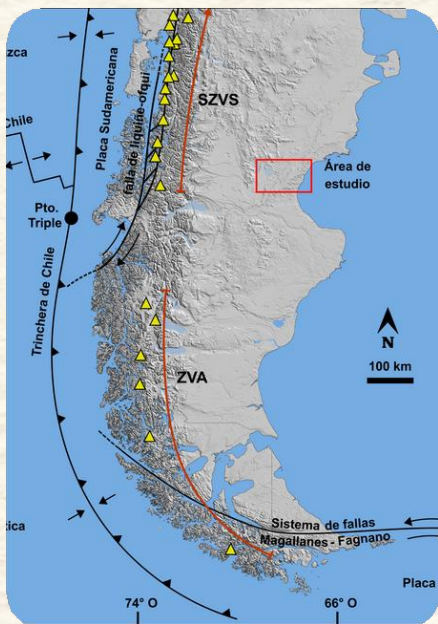 zca
Chile
Placa Sudamericana
falla de liquiñe-ofqui
SZVS
Área de
estudio
Pto.
Triple
Trinchera de Chile
N
100 km
ZVA
Sistema de fallas
Magallanes - Fagnano
zica
Placa
74° O
66° O